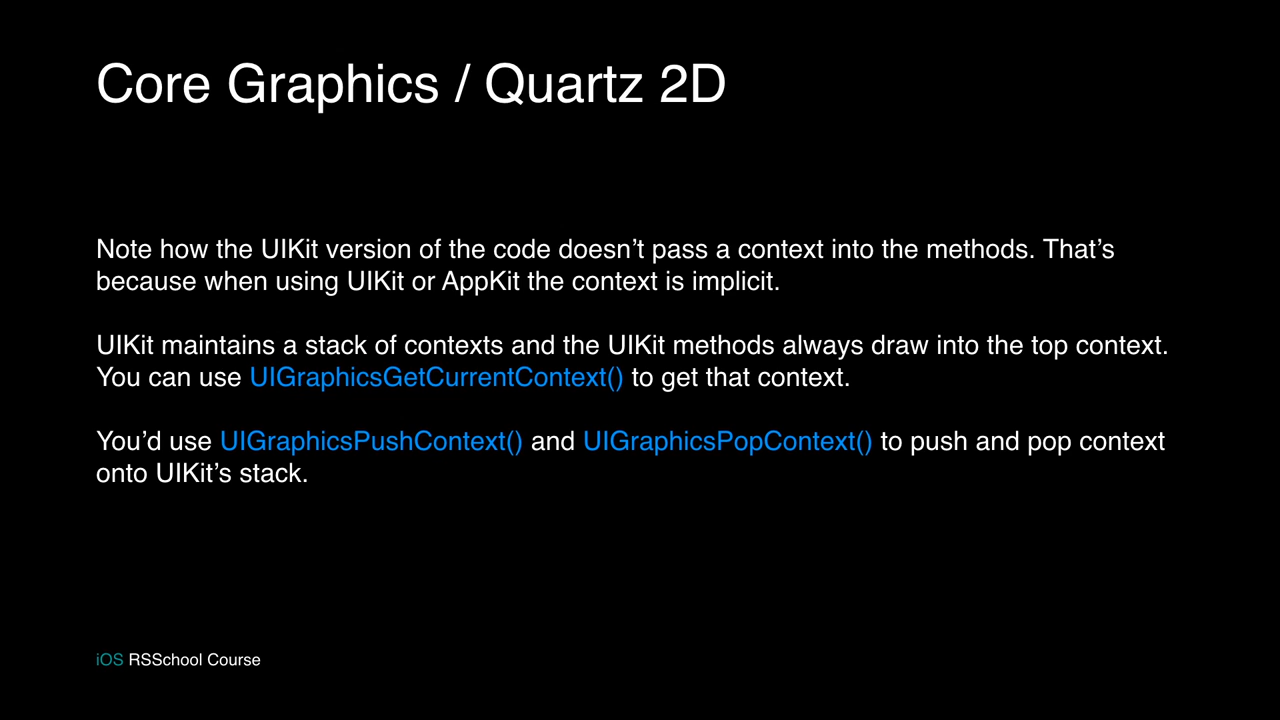 Core Graphics / Quartz 2D
Note how the UIKit version of the code doesn’t pass a context into the methods. That’s
because when using UIKit or AppKit the context is implicit.
UIKit maintains a stack of contexts and the UIKit methods always draw into the top context.
You can use UIGraphicsGetCurrentContext() to get that context.
You’d use UIGraphicsPushContext() and UIGraphicsPopContext() to push and pop context
onto UIKit’s stack.
iOS RSSchool Course